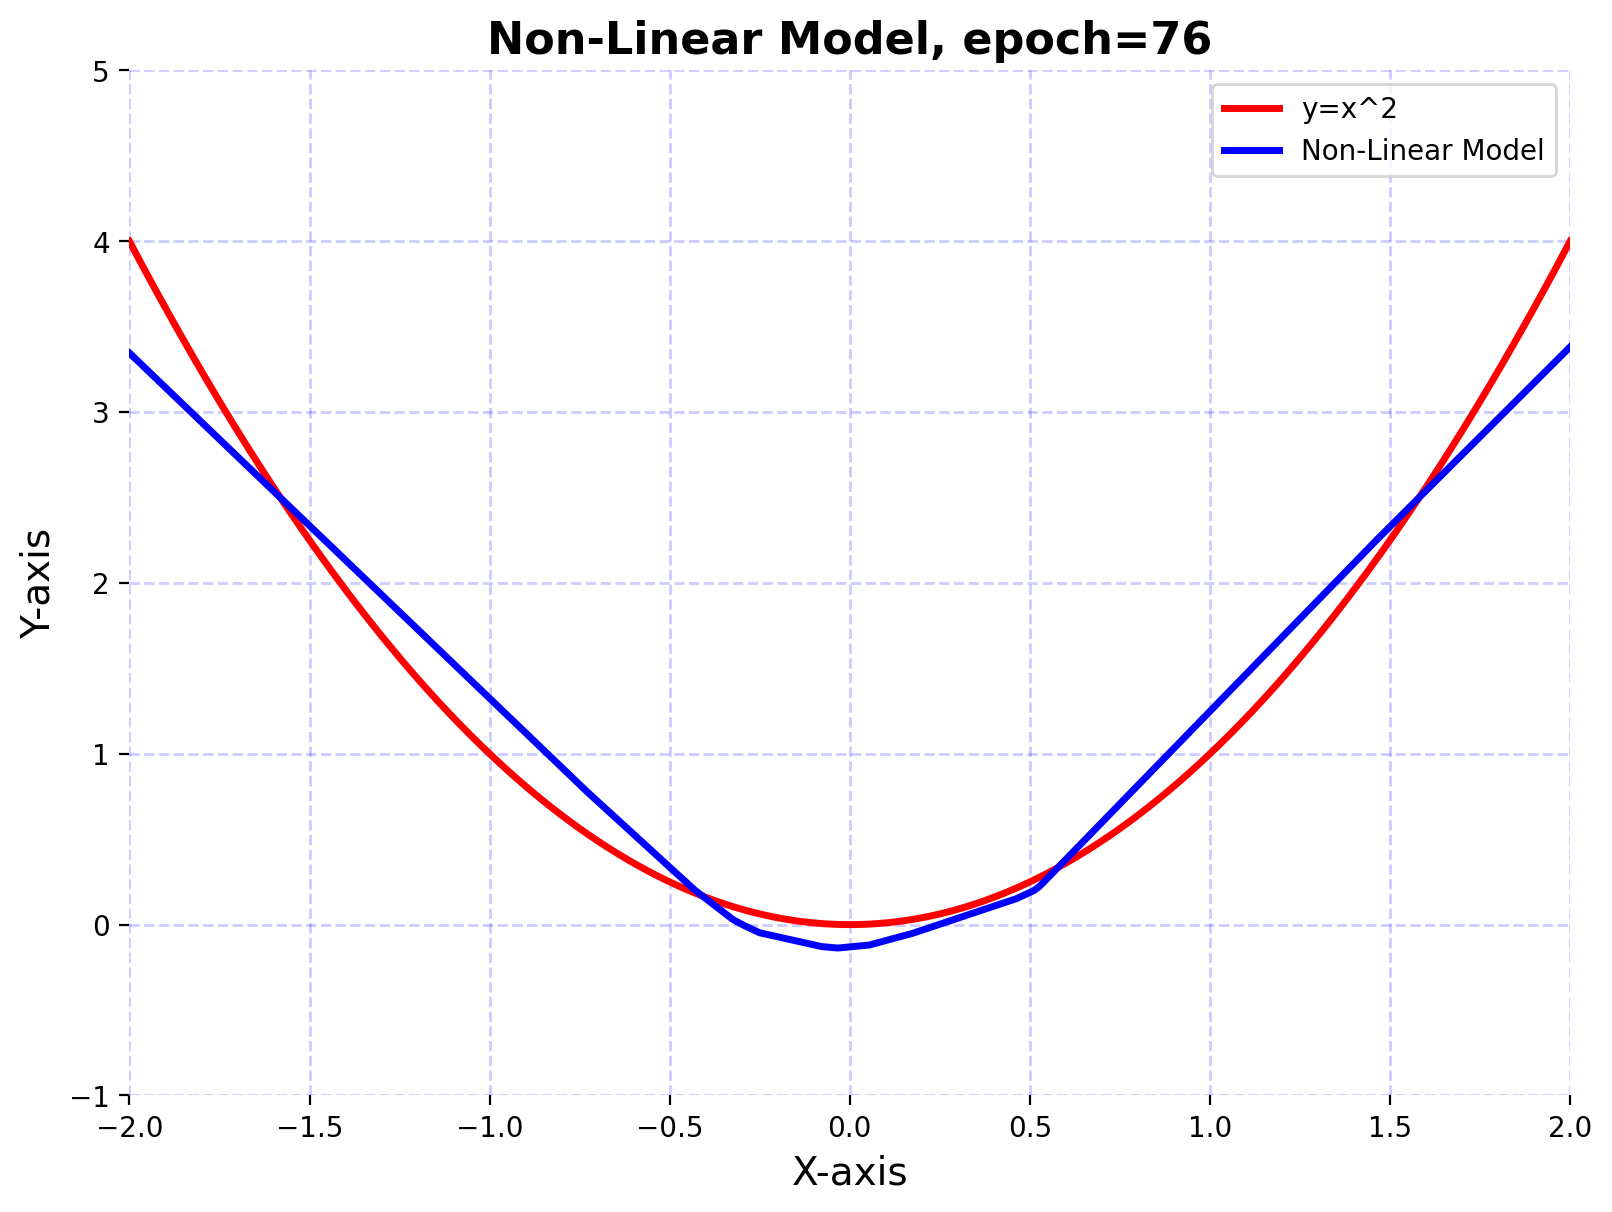 Non-Linear Model, epoch=76
y=x^2
Non-Linear Model
5
4
3
2
1
0
−1
Y-axis
−2.0 −1.5 −1.0 −0.5 0.0 0.5 1.0 1.5 2.0
X-axis